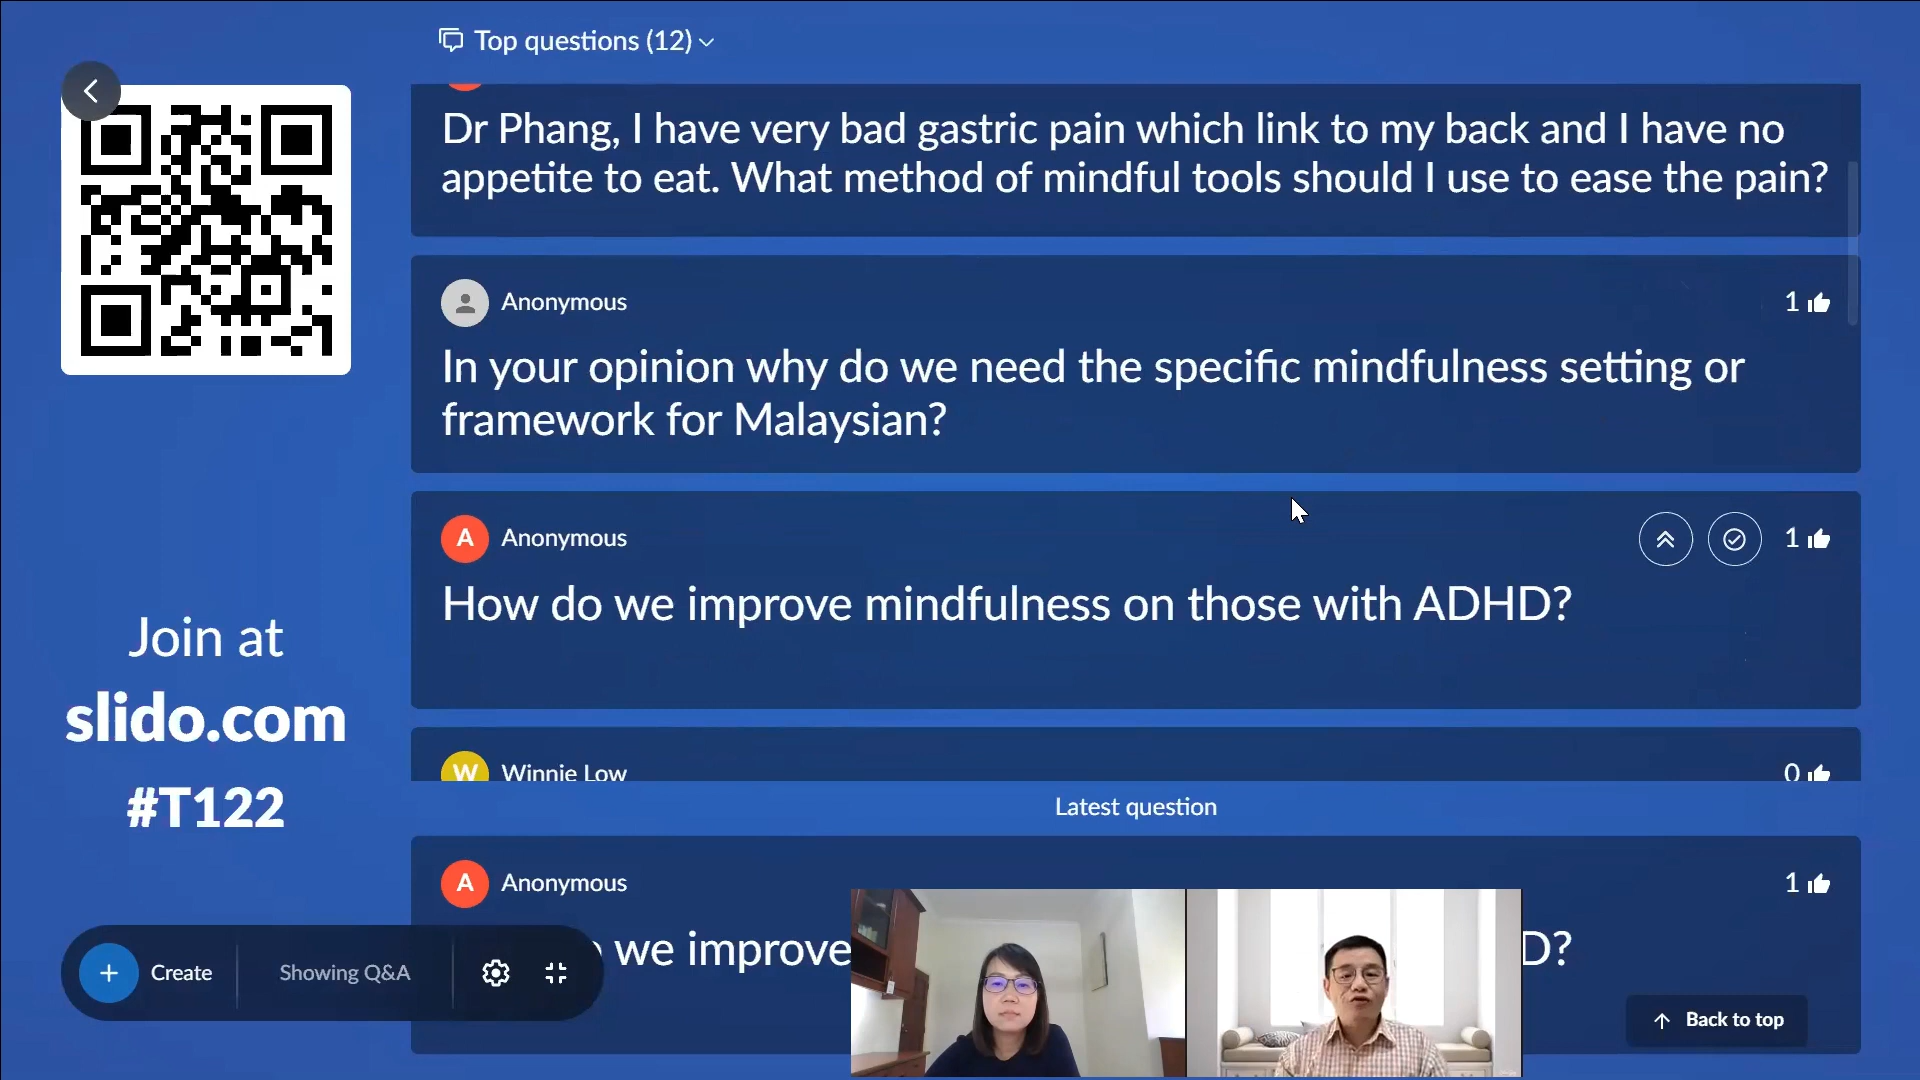 Top questions (12)
Dr Phang, I have very bad gastric pain which link to my back and I have no
appetite to eat. What method of mindful tools should I use to ease the pain?
Anonymous
1
In your opinion why do we need the specific mindfulness setting or
framework for Malaysian?
A Anonymous
1
How do we improve mindfulness on those with ADHD?
W Winnie Low
0
Latest question
A Anonymous
1
we improve D?
Back to top
Join at
slido.com
#T122
+ Create
Showing Q&A